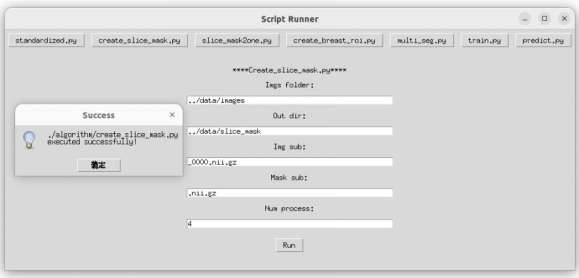 Script Runner
standardized.py create_slice_mask.py slice_mask2one.py create_breast_roi.py multi_seg.py train.py predict.py
****Create_slice_mask.py****
Imgs folder:
../data/images
Out dir:
../data/slice_mask
Img sub:
_0000.nii.gz
Mask sub:
.nii.gz
Num process:
4
Run
Success
./algorithm/create_slice_mask.py
executed successfully!
确定